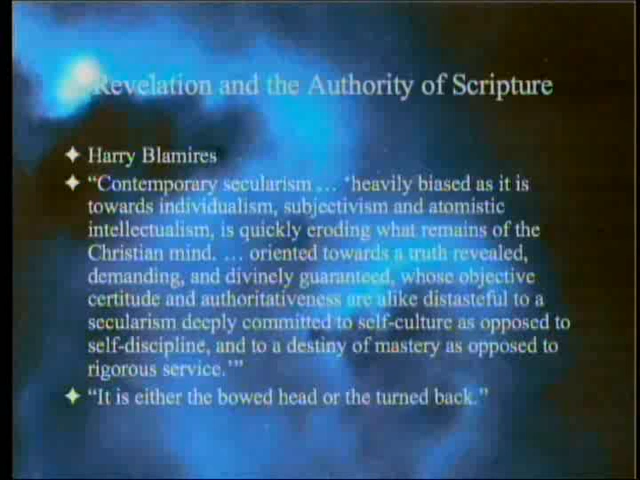 Revelation and the Authority of Scripture
Harry Blamires
“Contemporary secularism … ‘heavily biased as it is
towards individualism, subjectivism and atomistic
intellectualism, is quickly eroding what remains of the
Christian mind. … oriented towards a truth revealed,
demanding, and divinely guaranteed, whose objective
certitude and authoritativeness are alike distasteful to a
secularism deeply committed to self-culture as opposed to
self-discipline, and to a destiny of mastery as opposed to
rigorous service.’”
“It is either the bowed head or the turned back.”